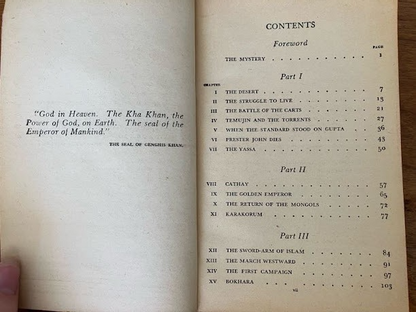 "God in Heaven. The Kha Khan, the
Power of God, on Earth. The seal of the
Emperor of Mankind."
THE SEAL OF GENGHIS KHAN.
CONTENTS
Foreword
PAGE
THE MYSTERY . . . . . . . . . . 1
Part I
CHAPTER
I THE DESERT . . . . . . . . . . 7
II THE STRUGGLE TO LIVE . . . . . . 13
III THE BATTLE OF THE CARTS . . . . . 21
IV TEMUJIN AND THE TORRENTS . . . . . 27
V WHEN THE STANDARD STOOD ON GUPTA . . . 36
VI PRESTER JOHN DIES . . . . . . . 45
VII THE YASSA . . . . . . . . . . 50
Part II
VIII CATHAY . . . . . . . . . . . 57
IX THE GOLDEN EMPEROR . . . . . . . 65
X THE RETURN OF THE MONGOLS . . . . . 72
XI KARAKORUM . . . . . . . . . . 77
Part III
XII THE SWORD-ARM OF ISLAM . . . . . . 84
XIII THE MARCH WESTWARD . . . . . . . 91
XIV THE FIRST CAMPAIGN . . . . . . . 97
XV BOKHARA . . . . . . . . . . . 103
vii